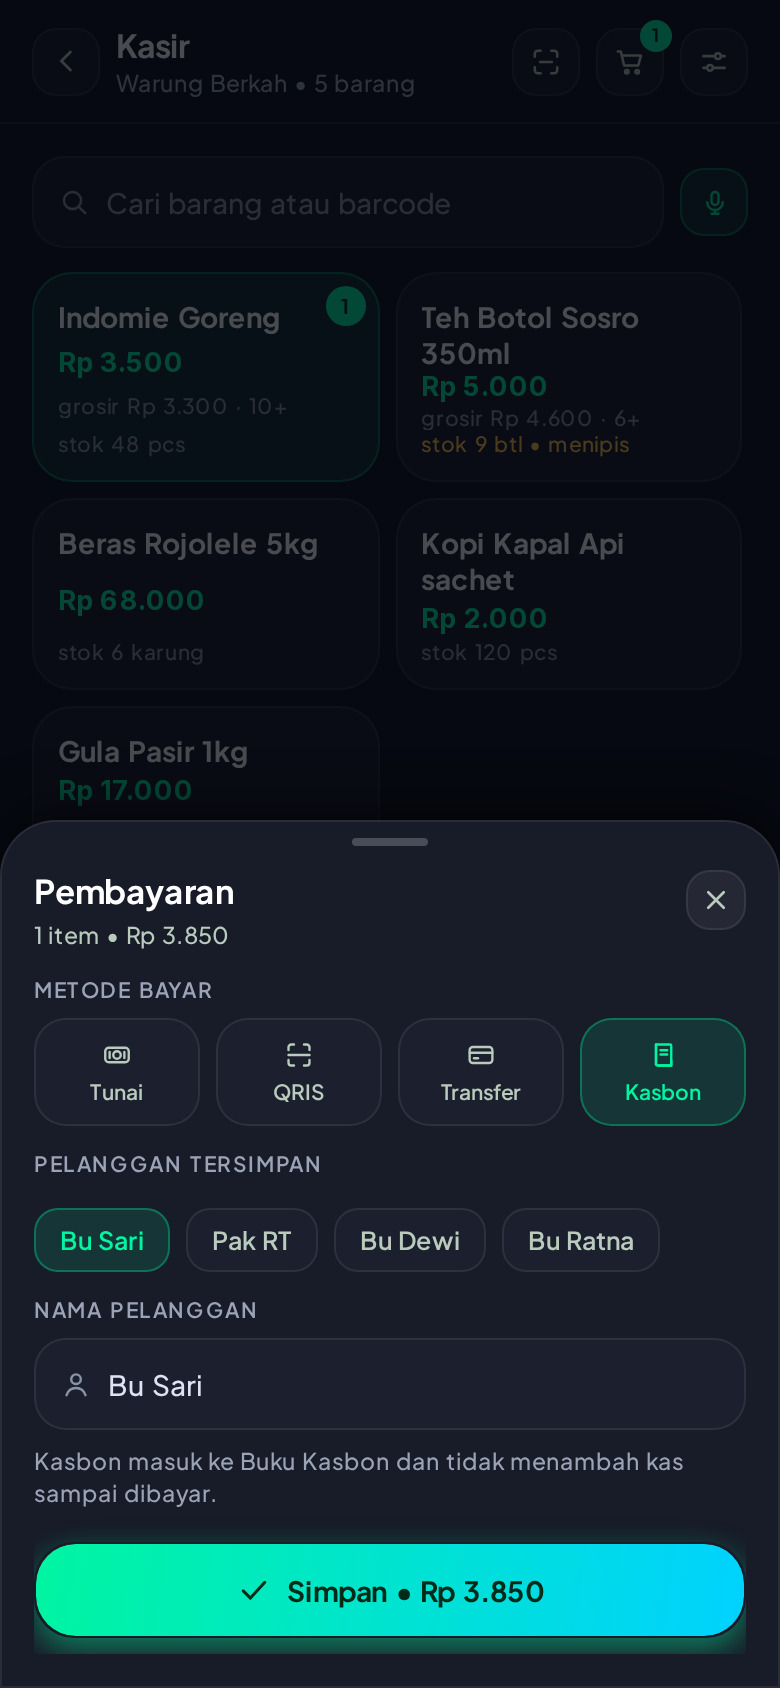 Kasir
Warung Berkah • 5 barang
1
Cari barang atau barcode
Indomie Goreng
1
Rp 3.500
grosir Rp 3.300 · 10+
stok 48 pcs
Teh Botol Sosro
350ml
Rp 5.000
grosir Rp 4.600 · 6+
stok 9 btl • menipis
Beras Rojolele 5kg
Rp 68.000
stok 6 karung
Kopi Kapal Api
sachet
Rp 2.000
stok 120 pcs
Gula Pasir 1kg
Rp 17.000
Pembayaran
1 item • Rp 3.850
METODE BAYAR
Tunai
QRIS
Transfer
Kasbon
PELANGGAN TERSIMPAN
Bu Sari
Pak RT
Bu Dewi
Bu Ratna
NAMA PELANGGAN
Bu Sari
Kasbon masuk ke Buku Kasbon dan tidak menambah kas
sampai dibayar.
Simpan • Rp 3.850